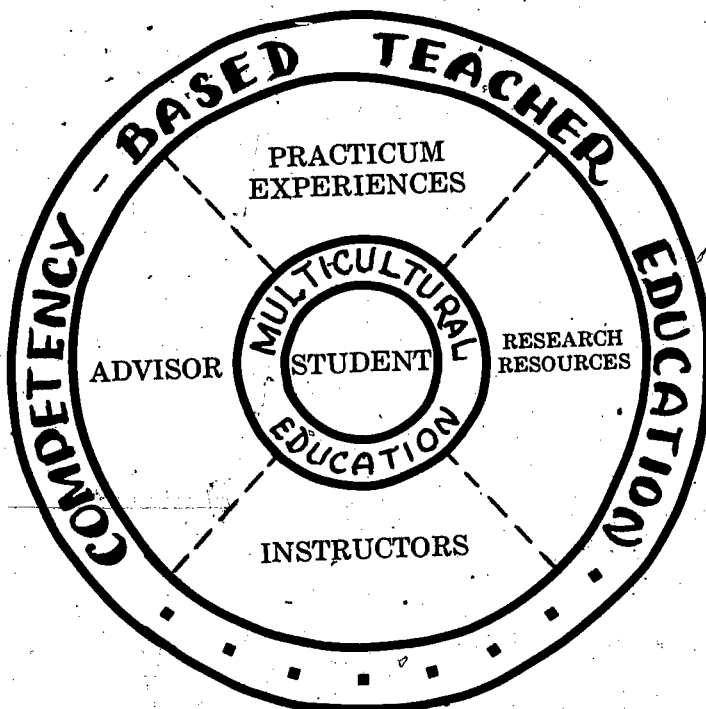 COMPETENCY - BASED TEACHER EDUCATION
PRACTICUM
EXPERIENCES
MULTICULTURAL
EDUCATION
ADVISOR
STUDENT
RESEARCH
RESOURCES
INSTRUCTORS